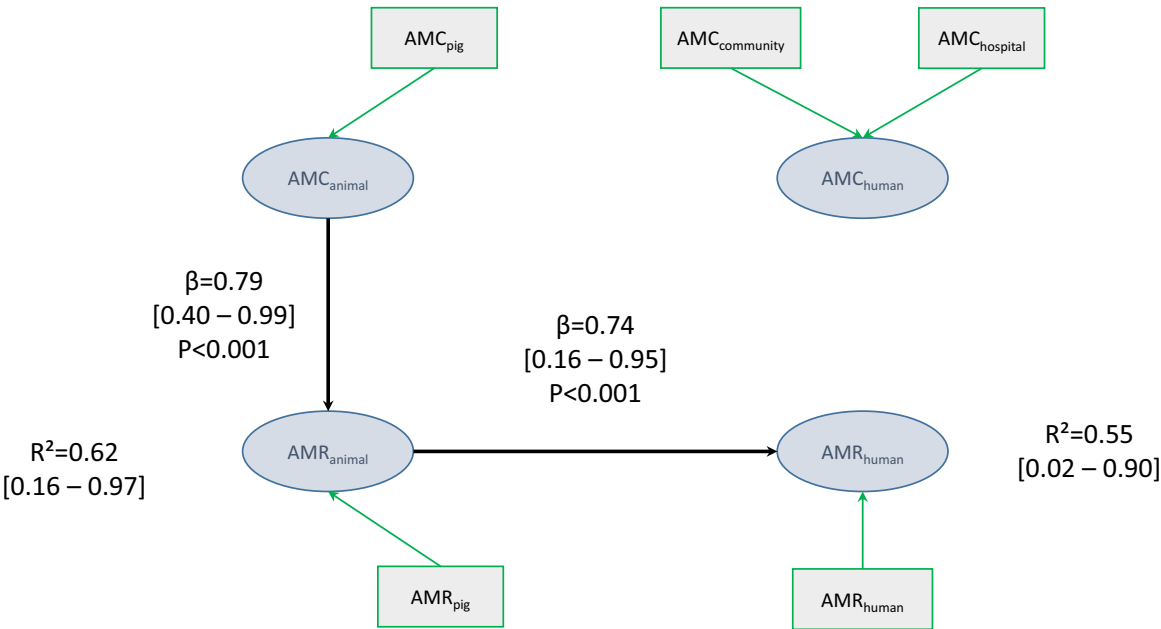 AMCpig
AMCcommunity
AMChospital
AMCanimal
AMChuman
β=0.79
[0.40 – 0.99]
P<0.001
β=0.74
[0.16 – 0.95]
P<0.001
R²=0.62
[0.16 – 0.97]
AMRanimal
AMRhuman
R²=0.55
[0.02 – 0.90]
AMRpig
AMRhuman